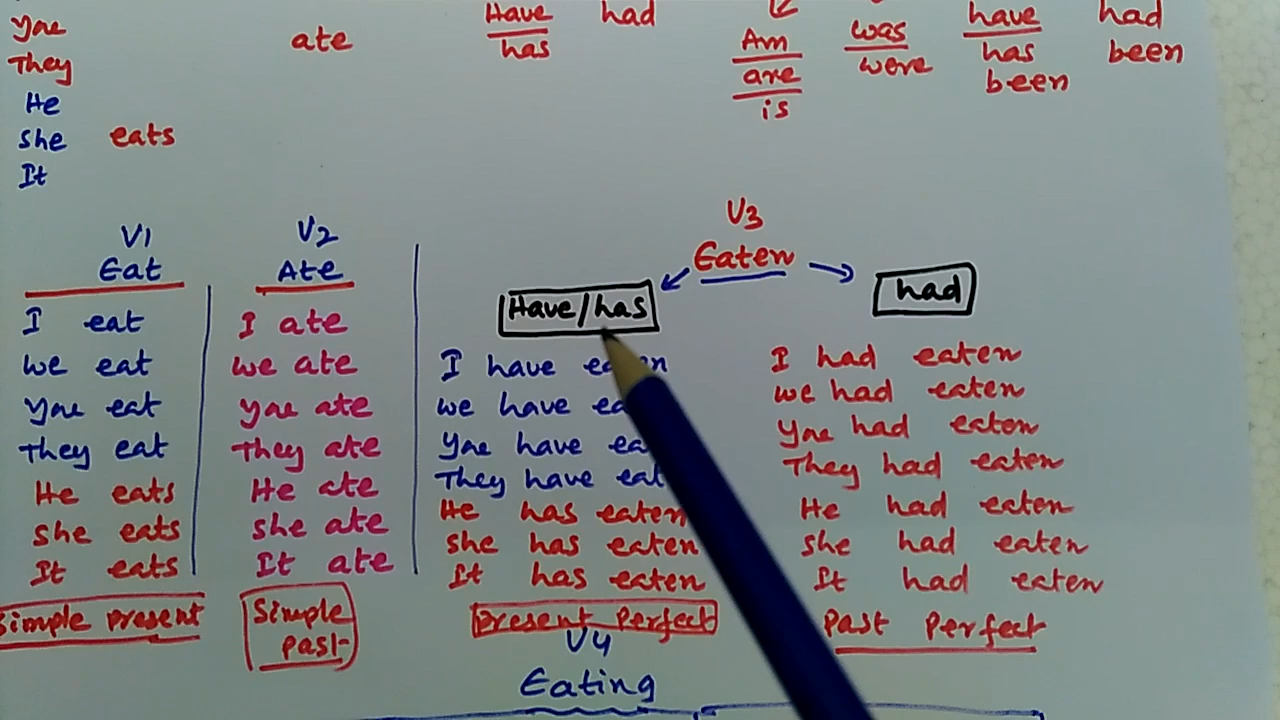 You
They
He
She eats
It
ate
Have had
has
Am
are
is
was
were
have
has
been
had
been
V1
Eat
I eat
we eat
You eat
They eat
He eats
she eats
It eats
Simple present
V2
Ate
I ate
we ate
You ate
They ate
He ate
she ate
It ate
Simple
past
V3
Eaten
Have/has
I have eaten
we have
You have
They have
He has eaten
she has eaten
It has eaten
Present Perfect
had
I had eaten
we had eaten
You had eaten
They had eaten
He had eaten
she had eaten
It had eaten
Past Perfect
V4
Eating